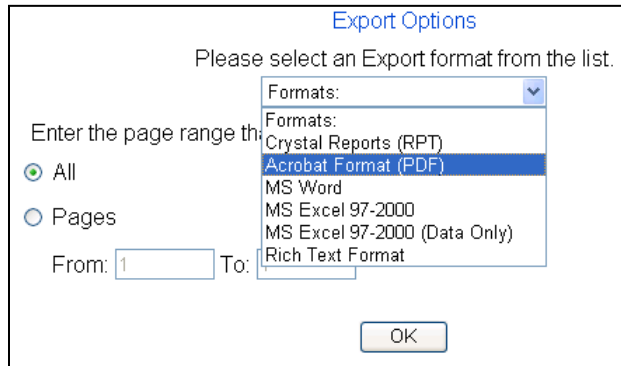 Export Options
Please select an Export format from the list.
Formats:
Formats:
Crystal Reports (RPT)
Acrobat Format (PDF)
MS Word
MS Excel 97-2000
MS Excel 97-2000 (Data Only)
Rich Text Format
Enter the page range
All
Pages
From: 1 To:
OK